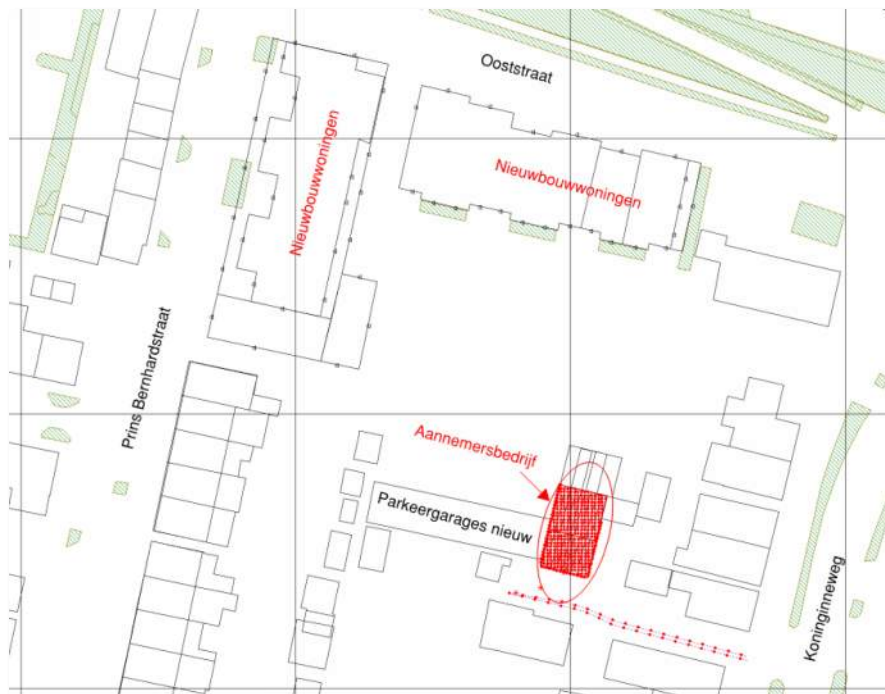 Ooststraat
Nieuwbouwwoningen
Nieuwbouwwoningen
Prins Bernhardstraat
Aannemersbedrijf
Parkeergarages nieuw
Koninginneweg